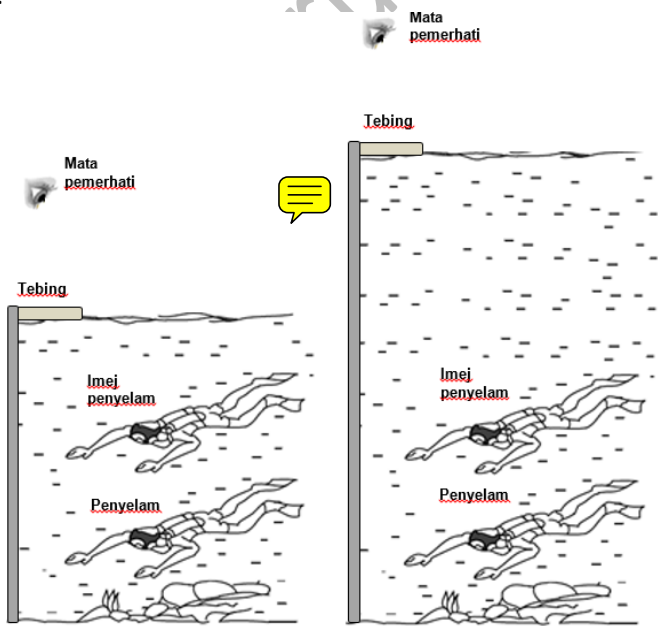 Mata
pemerhati
Tebing
Imej
penyelam
Penyelam
Mata
pemerhati
Tebing
Imej
penyelam
Penyelam